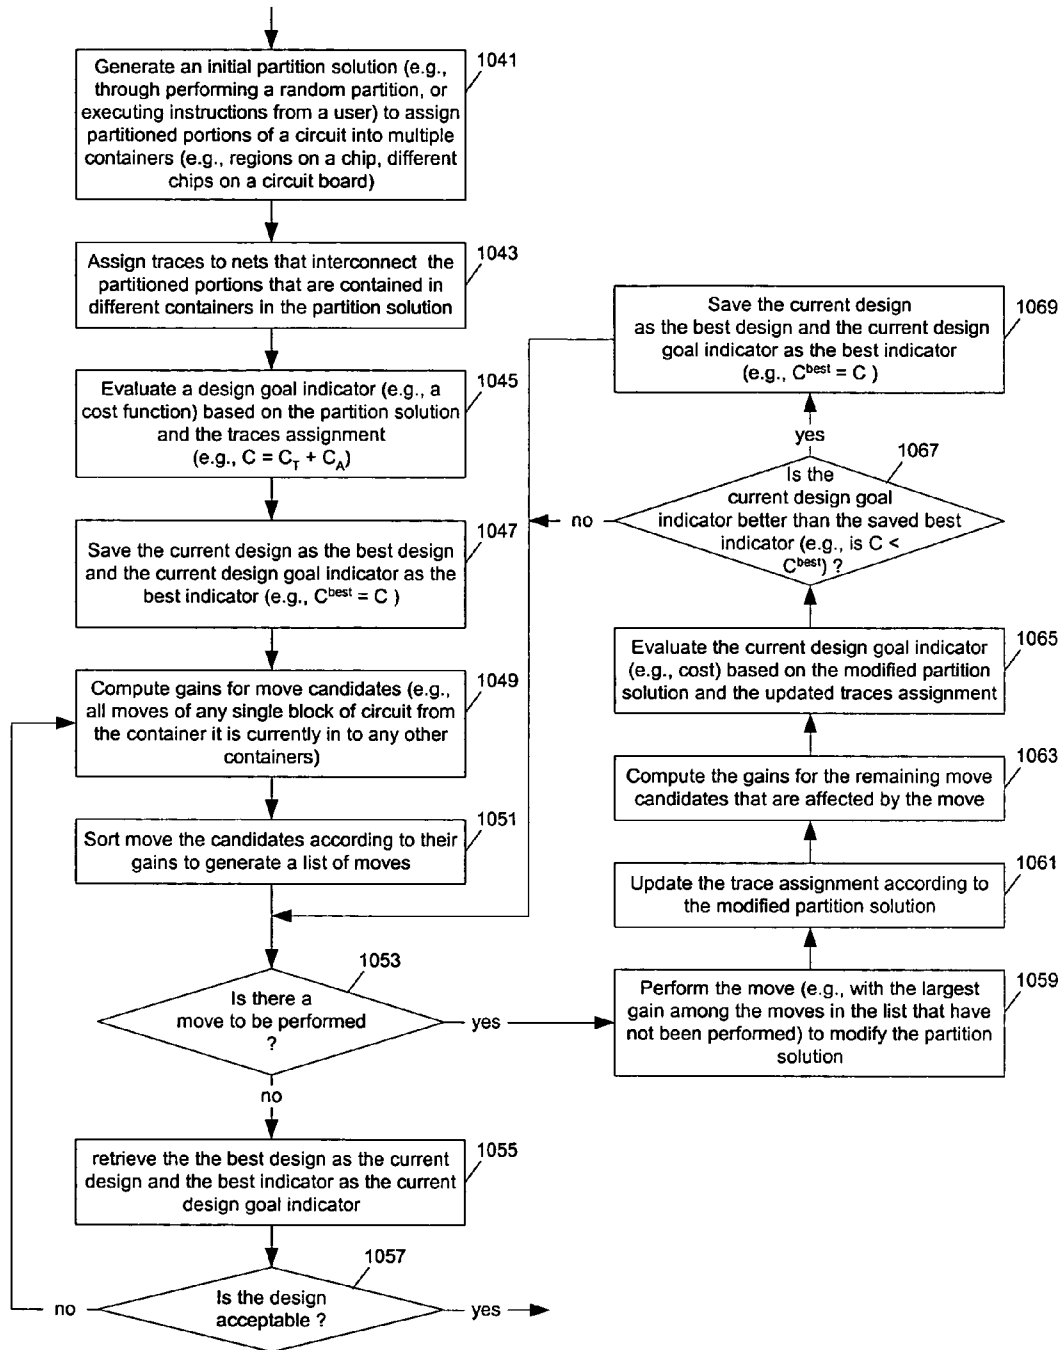 Generate an initial partition solution (e.g.,
through performing a random partition, or
executing instructions from a user) to assign
partitioned portions of a circuit into multiple
containers (e.g., regions on a chip, different
chips on a circuit board)
1041
Assign traces to nets that interconnect the
partitioned portions that are contained in
different containers in the partition solution
1043
Evaluate a design goal indicator (e.g., a
cost function) based on the partition solution
and the traces assignment
(e.g., C = C_T + C_A)
1045
Save the current design as the best design
and the current design goal indicator as the
best indicator (e.g., C^best = C )
1047
Compute gains for move candidates (e.g.,
all moves of any single block of circuit from
the container it is currently in to any other
containers)
1049
Sort move the candidates according to their
gains to generate a list of moves
1051
1053
Is there a
move to be performed
?
yes
no
retrieve the the best design as the current
design and the best indicator as the current
design goal indicator
1055
1057
Is the design
acceptable ?
no
yes
Perform the move (e.g., with the largest
gain among the moves in the list that have
not been performed) to modify the partition
solution
1059
Update the trace assignment according to
the modified partition solution
1061
Compute the gains for the remaining move
candidates that are affected by the move
1063
Evaluate the current design goal indicator
(e.g., cost) based on the modified partition
solution and the updated traces assignment
1065
1067
Is the
current design goal
indicator better than the saved best
indicator (e.g., is C <
C^best) ?
no
yes
Save the current design
as the best design and the current design
goal indicator as the best indicator
(e.g., C^best = C )
1069